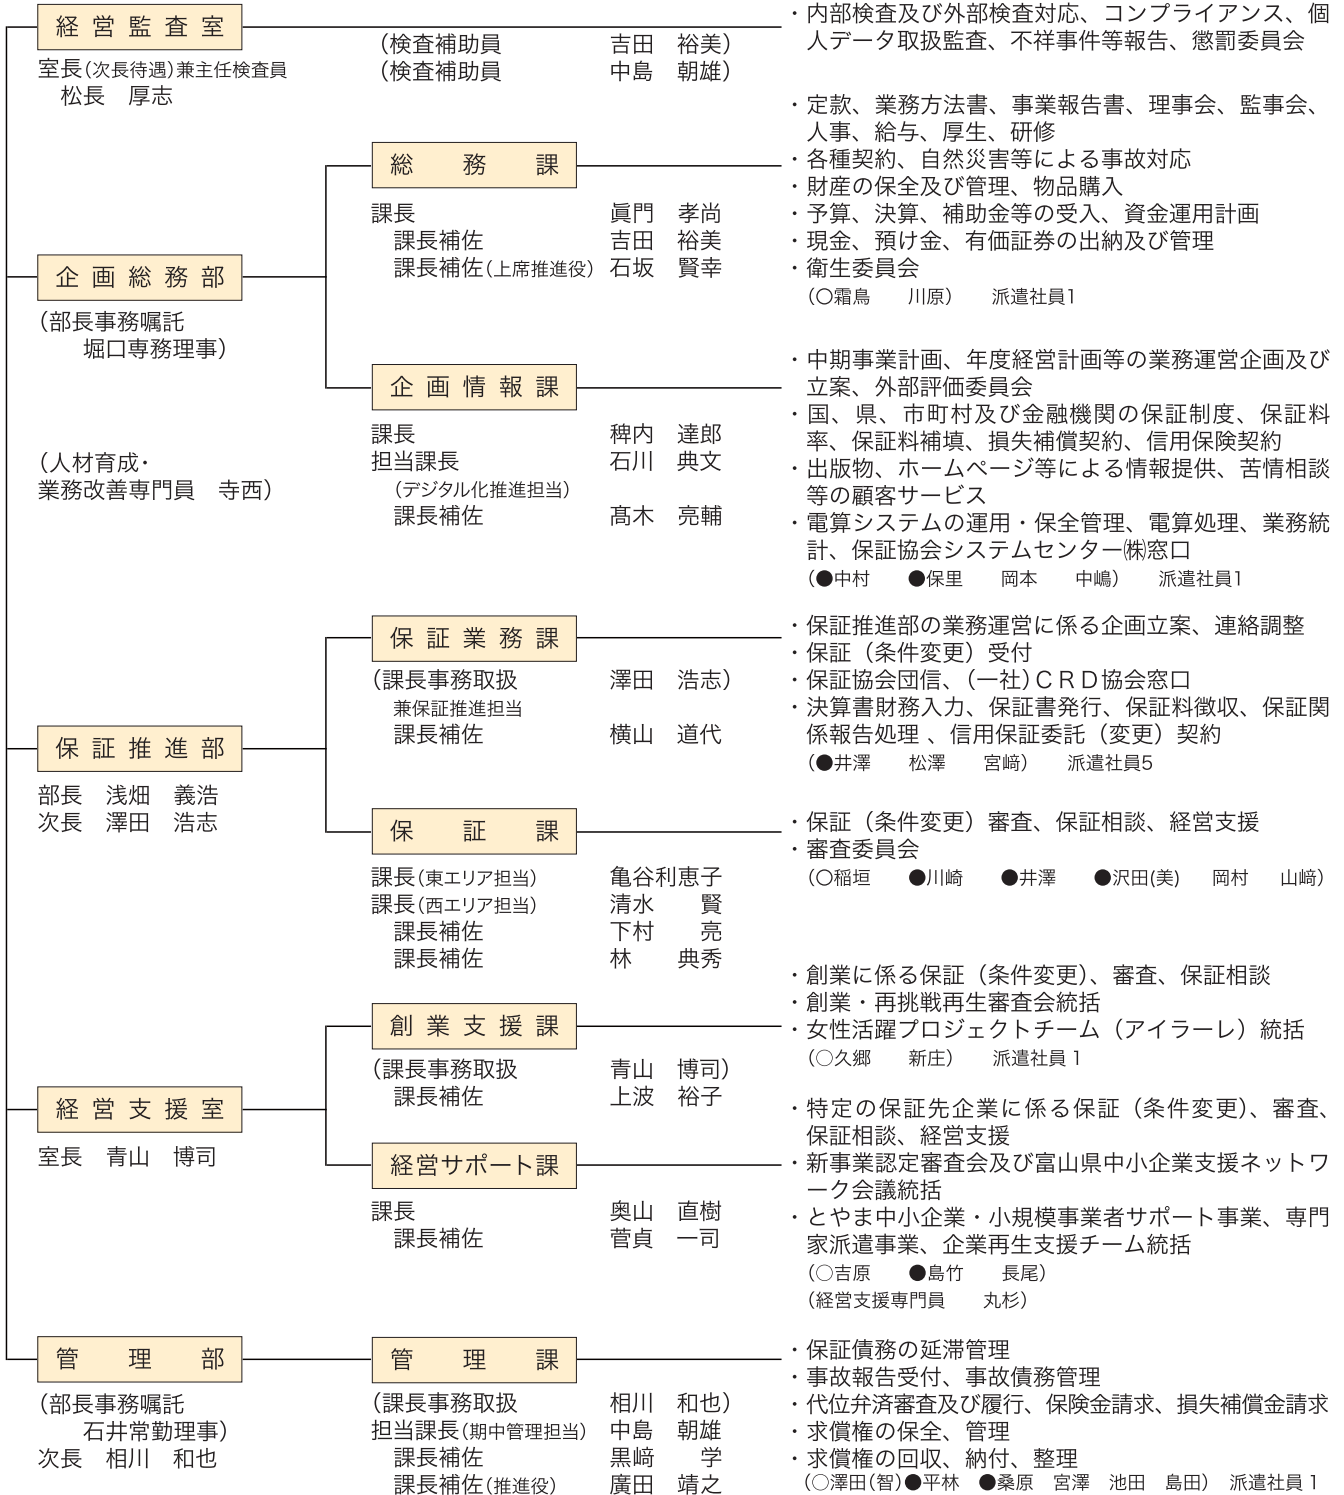 経営監査室
室長(次長待遇)兼主任検査員
松長　厚志
(検査補助員　吉田　裕美)
(検査補助員　中島　朝雄)
・内部検査及び外部検査対応、コンプライアンス、個
人データ取扱監査、不祥事件等報告、懲罰委員会
企画総務部
(部長事務嘱託
堀口専務理事)
(人材育成・
業務改善専門員　寺西)
総務課
課長　眞門　孝尚
課長補佐　吉田　裕美
課長補佐(上席推進役)　石坂　賢幸
・定款、業務方法書、事業報告書、理事会、監事会、
人事、給与、厚生、研修
・各種契約、自然災害等による事故対応
・財産の保全及び管理、物品購入
・予算、決算、補助金等の受入、資金運用計画
・現金、預け金、有価証券の出納及び管理
・衛生委員会
(〇霜鳥　川原)　派遣社員1
企画情報課
課長　稗内　達郎
担当課長　石川　典文
(デジタル化推進担当)
課長補佐　髙木　亮輔
・中期事業計画、年度経営計画等の業務運営企画及び
立案、外部評価委員会
・国、県、市町村及び金融機関の保証制度、保証料
率、保証料補填、損失補償契約、信用保険契約
・出版物、ホームページ等による情報提供、苦情相談
等の顧客サービス
・電算システムの運用・保全管理、電算処理、業務統
計、保証協会システムセンター㈱窓口
(●中村　●保里　岡本　中嶋)　派遣社員1
保証推進部
部長　浅畑　義浩
次長　澤田　浩志
保証業務課
(課長事務取扱　澤田　浩志)
兼保証推進担当
課長補佐　横山　道代
・保証推進部の業務運営に係る企画立案、連絡調整
・保証（条件変更）受付
・保証協会団信、(一社)ＣＲＤ協会窓口
・決算書財務入力、保証書発行、保証料徴収、保証関
係報告処理 、信用保証委託（変更）契約
(●井澤　松澤　宮﨑)　派遣社員5
保証課
課長(東エリア担当)　亀谷利恵子
課長(西エリア担当)　清水　賢
課長補佐　下村　亮
課長補佐　林　典秀
・保証（条件変更）審査、保証相談、経営支援
・審査委員会
(〇稲垣　●川崎　●井澤　●沢田(美)　岡村　山﨑)
経営支援室
室長　青山　博司
創業支援課
(課長事務取扱　青山　博司)
課長補佐　上波　裕子
・創業に係る保証（条件変更）、審査、保証相談
・創業・再挑戦再生審査会統括
・女性活躍プロジェクトチーム（アイラーレ）統括
(○久郷　新庄)　派遣社員１
経営サポート課
課長　奥山　直樹
課長補佐　菅貞　一司
・特定の保証先企業に係る保証（条件変更）、審査、
保証相談、経営支援
・新事業認定審査会及び富山県中小企業支援ネットワ
ーク会議統括
・とやま中小企業・小規模事業者サポート事業、専門
家派遣事業、企業再生支援チーム統括
(○吉原　●島竹　長尾)
(経営支援専門員　丸杉)
管理部
(部長事務嘱託
石井常勤理事)
次長　相川　和也
管理課
(課長事務取扱　相川　和也)
担当課長(期中管理担当)　中島　朝雄
課長補佐　黒﨑　学
課長補佐(推進役)　廣田　靖之
・保証債務の延滞管理
・事故報告受付、事故債務管理
・代位弁済審査及び履行、保険金請求、損失補償金請求
・求償権の保全、管理
・求償権の回収、納付、整理
(○澤田(智)●平林　●桑原　宮澤　池田　島田)　派遣社員１